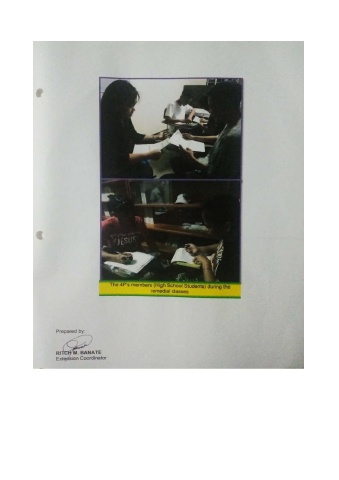 The 4P's members (High School Students) during the
remedial classes
Prepared by:
RITCH M. BANATE
Extension Coordinator